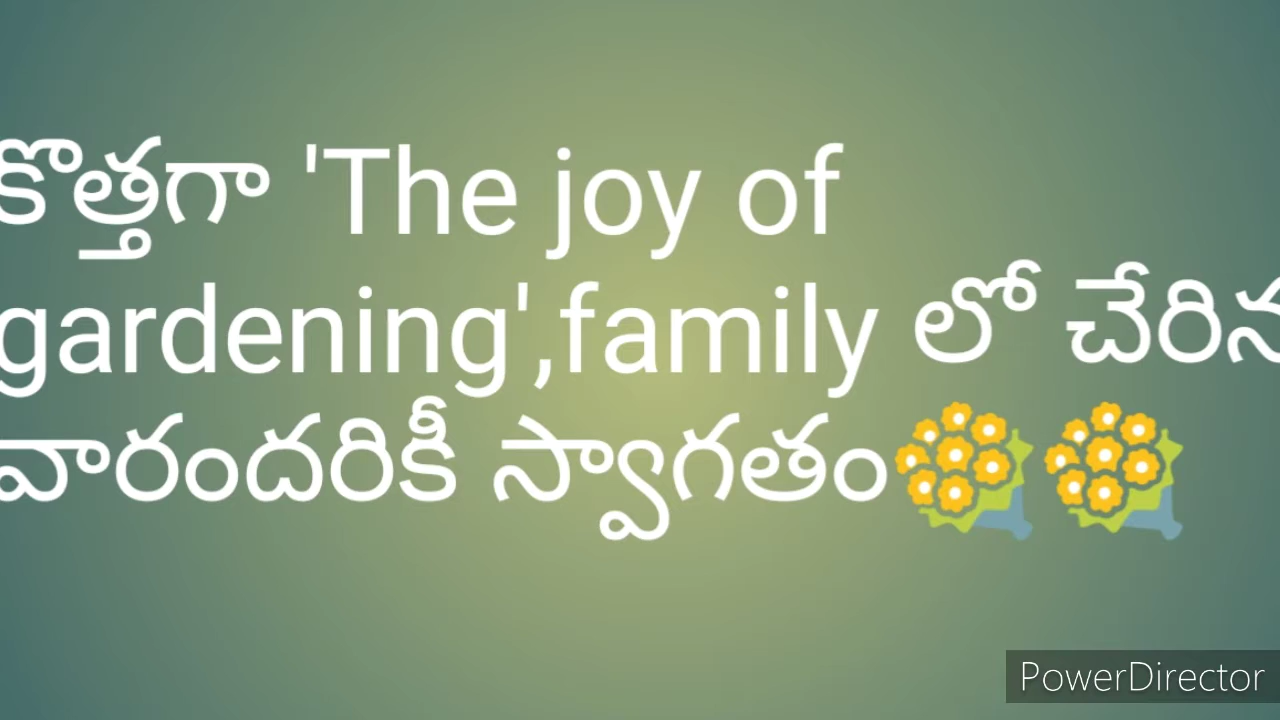 కొత్తగా 'The joy of
gardening',family లో చేరిన
వారందరికీ స్వాగతం💐💐
PowerDirector